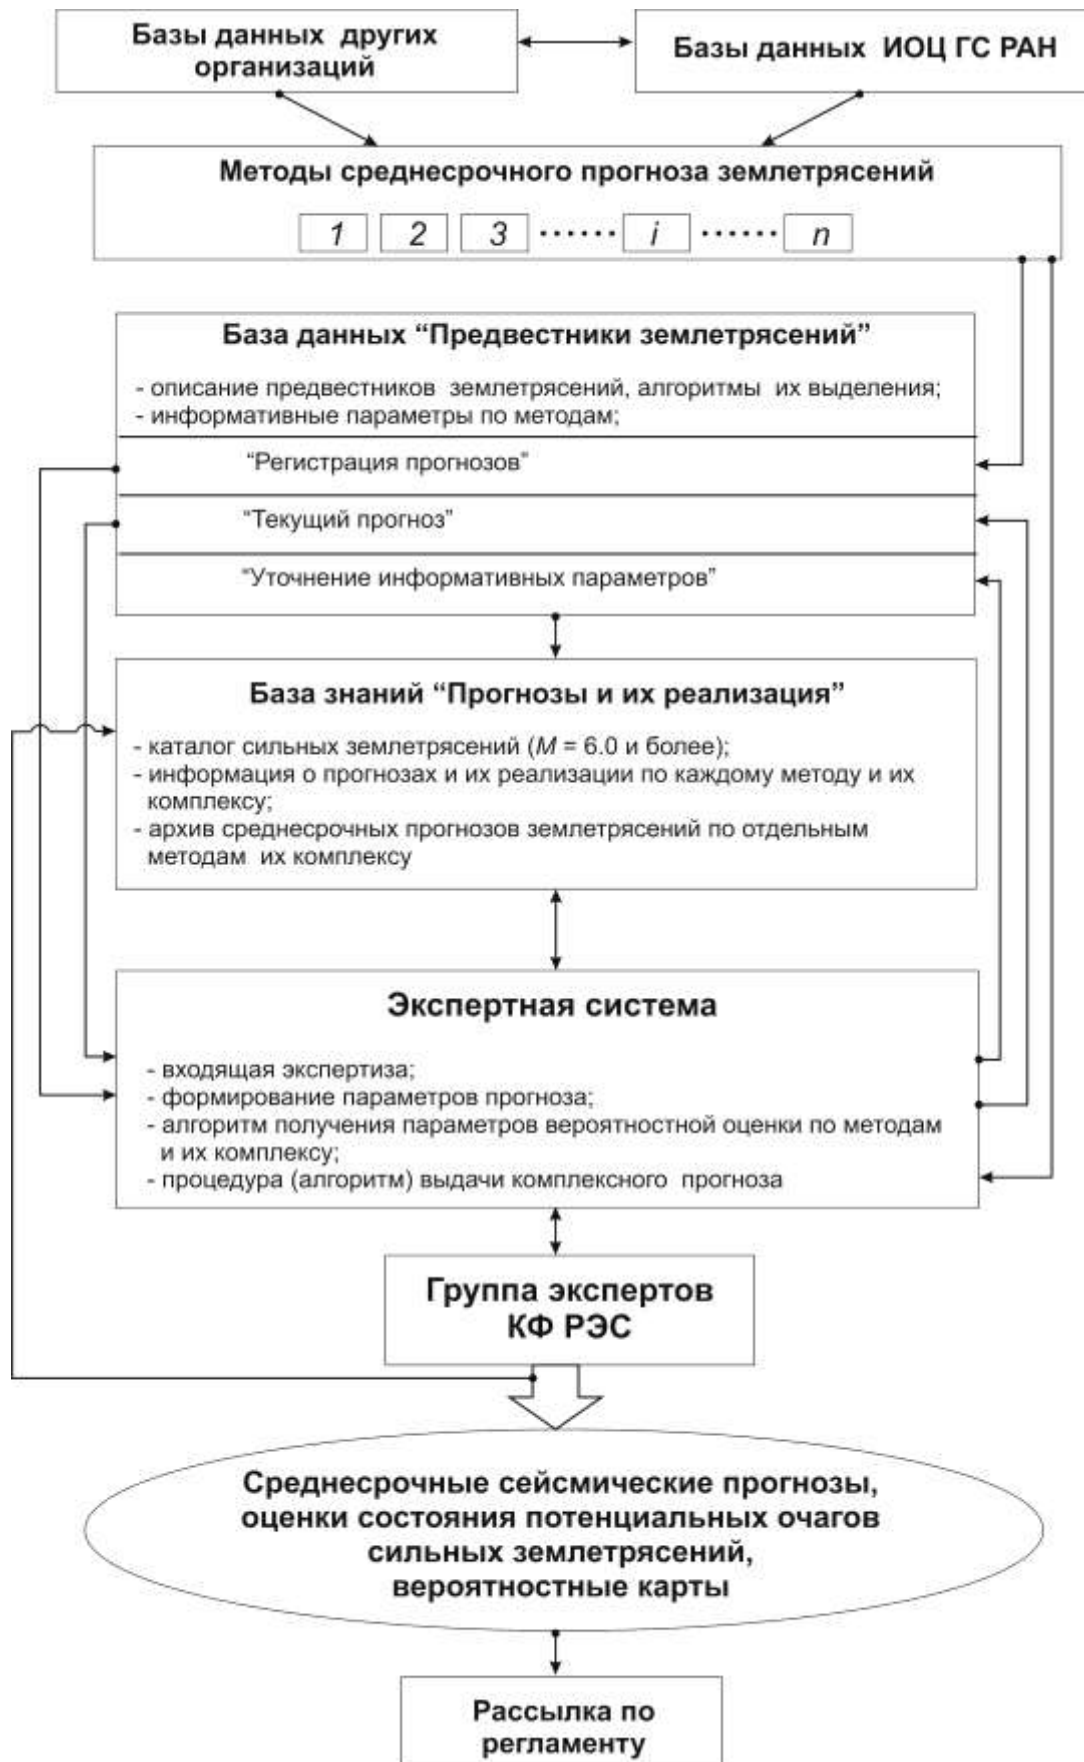 Базы данных других
организаций
Базы данных ИОЦ ГС РАН
Методы среднесрочного прогноза землетрясений
1 2 3 ...... i ...... n
База данных “Предвестники землетрясений”
- описание предвестников землетрясений, алгоритмы их выделения;
- информативные параметры по методам;
“Регистрация прогнозов”
“Текущий прогноз”
“Уточнение информативных параметров”
База знаний “Прогнозы и их реализация”
- каталог сильных землетрясений (M = 6.0 и более);
- информация о прогнозах и их реализации по каждому методу и их
комплексу;
- архив среднесрочных прогнозов землетрясений по отдельным
методам их комплексу
Экспертная система
- входящая экспертиза;
- формирование параметров прогноза;
- алгоритм получения параметров вероятностной оценки по методам
и их комплексу;
- процедура (алгоритм) выдачи комплексного прогноза
Группа экспертов
КФ РЭС
Среднесрочные сейсмические прогнозы,
оценки состояния потенциальных очагов
сильных землетрясений,
вероятностные карты
Рассылка по
регламенту